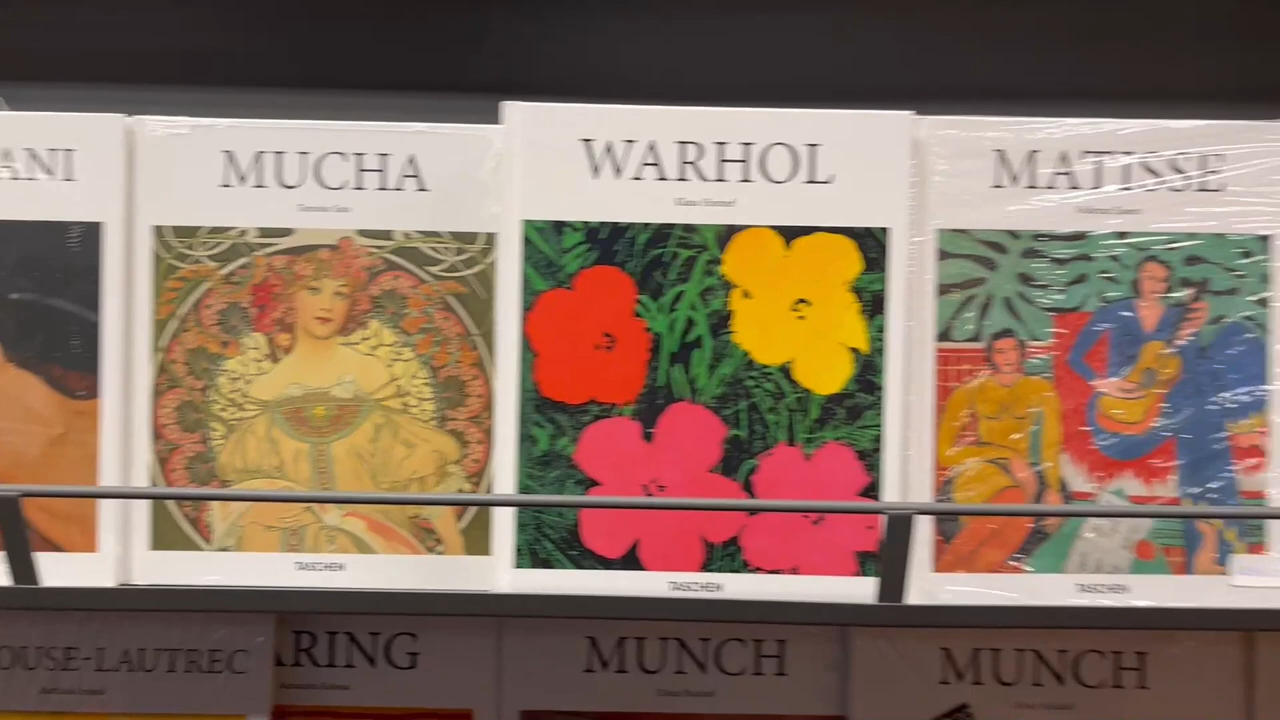 ANI
MUCHA
WARHOL
MATISSE
TASCHEN
TASCHEN
TASCHEN
OUSE-LAUTREC
ARING
MUNCH
MUNCH